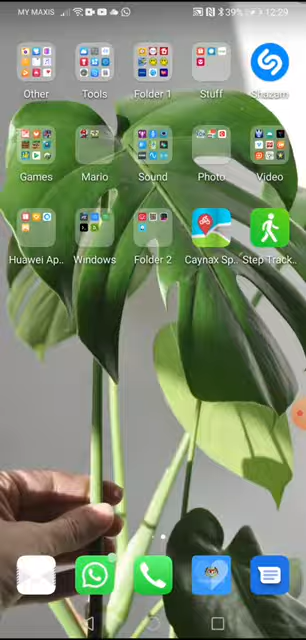 MY MAXIS 39% 12:29
Other Tools Folder 1 Stuff Shazam
Games Mario Sound Photo.. Video
Huawei Ap.. Windows Folder 2 Caynax Sp.. Step Track..